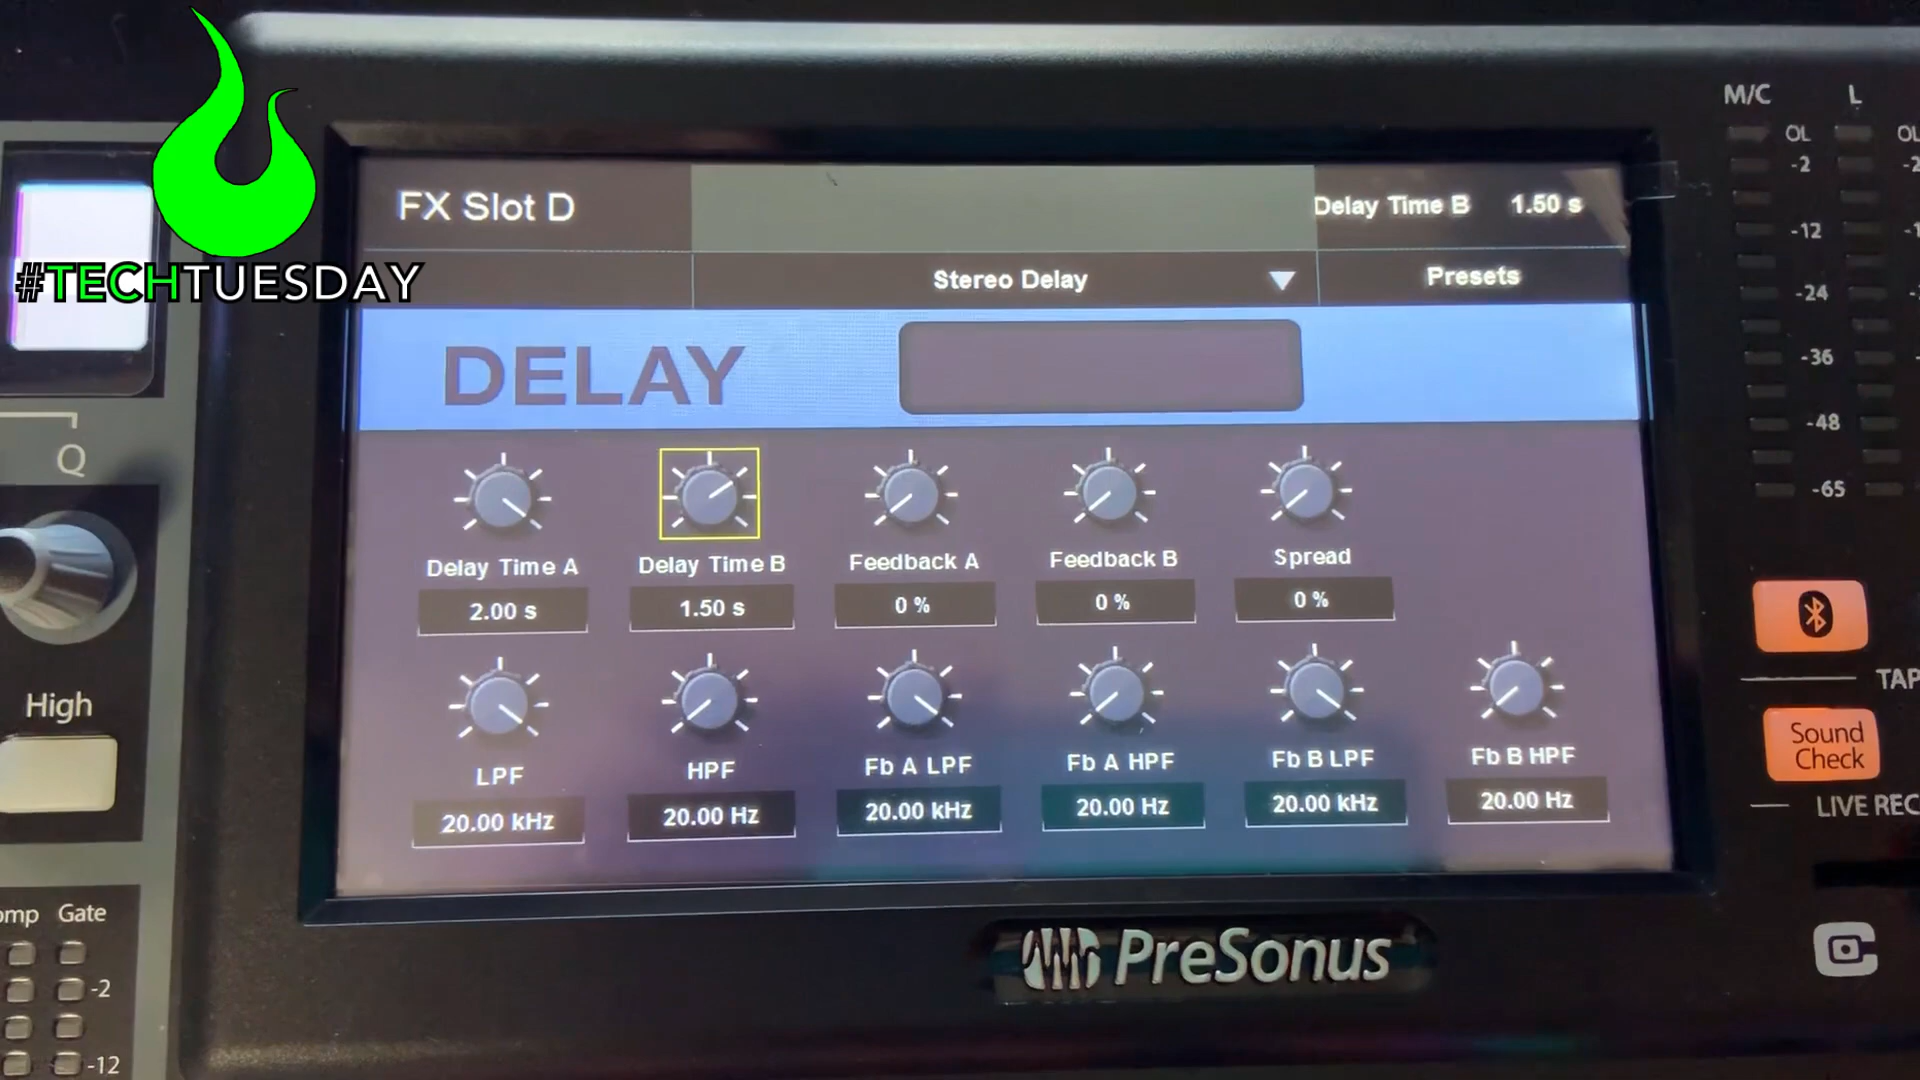 #TECHTUESDAY
FX Slot D
Delay Time B 1.50 s
Stereo Delay
Presets
DELAY
Delay Time A
Delay Time B
Feedback A
Feedback B
Spread
2.00 s
1.50 s
0 %
0 %
0 %
LPF
HPF
Fb A LPF
Fb A HPF
Fb B LPF
Fb B HPF
20.00 kHz
20.00 Hz
20.00 kHz
20.00 Hz
20.00 kHz
20.00 Hz
PreSonus
Q
High
Gate
-2
-12
M/C L
OL OL
-2
-12
-24
-36
-48
-65
TAP
Sound
Check
LIVE REC